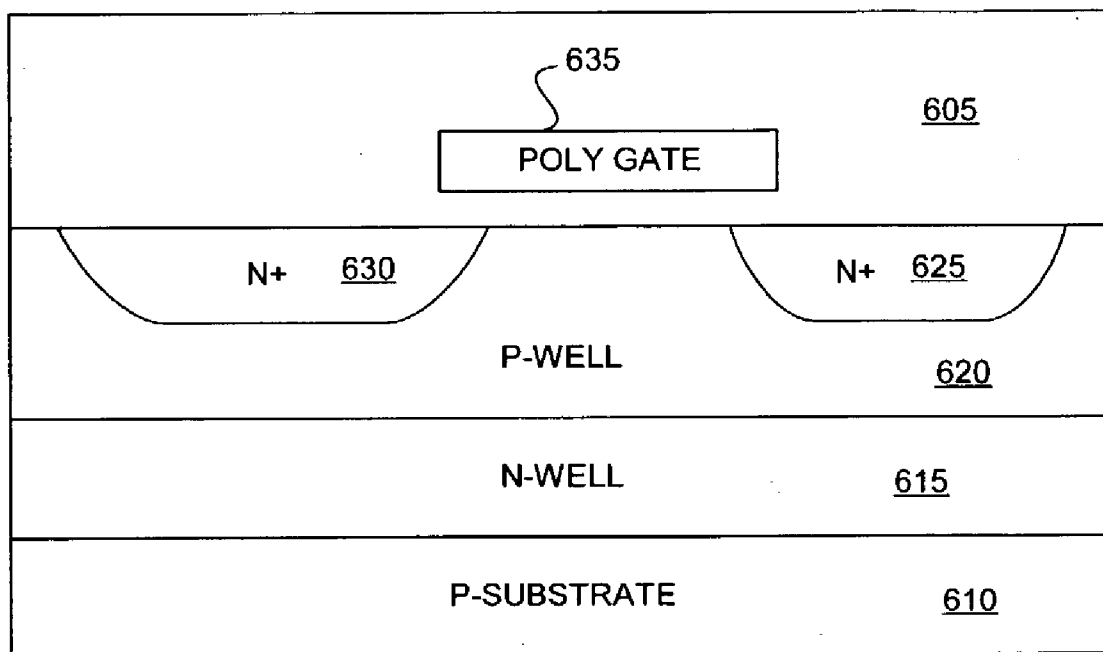 635
605
POLY GATE
N+ 630
N+ 625
P-WELL
620
N-WELL
615
P-SUBSTRATE
610